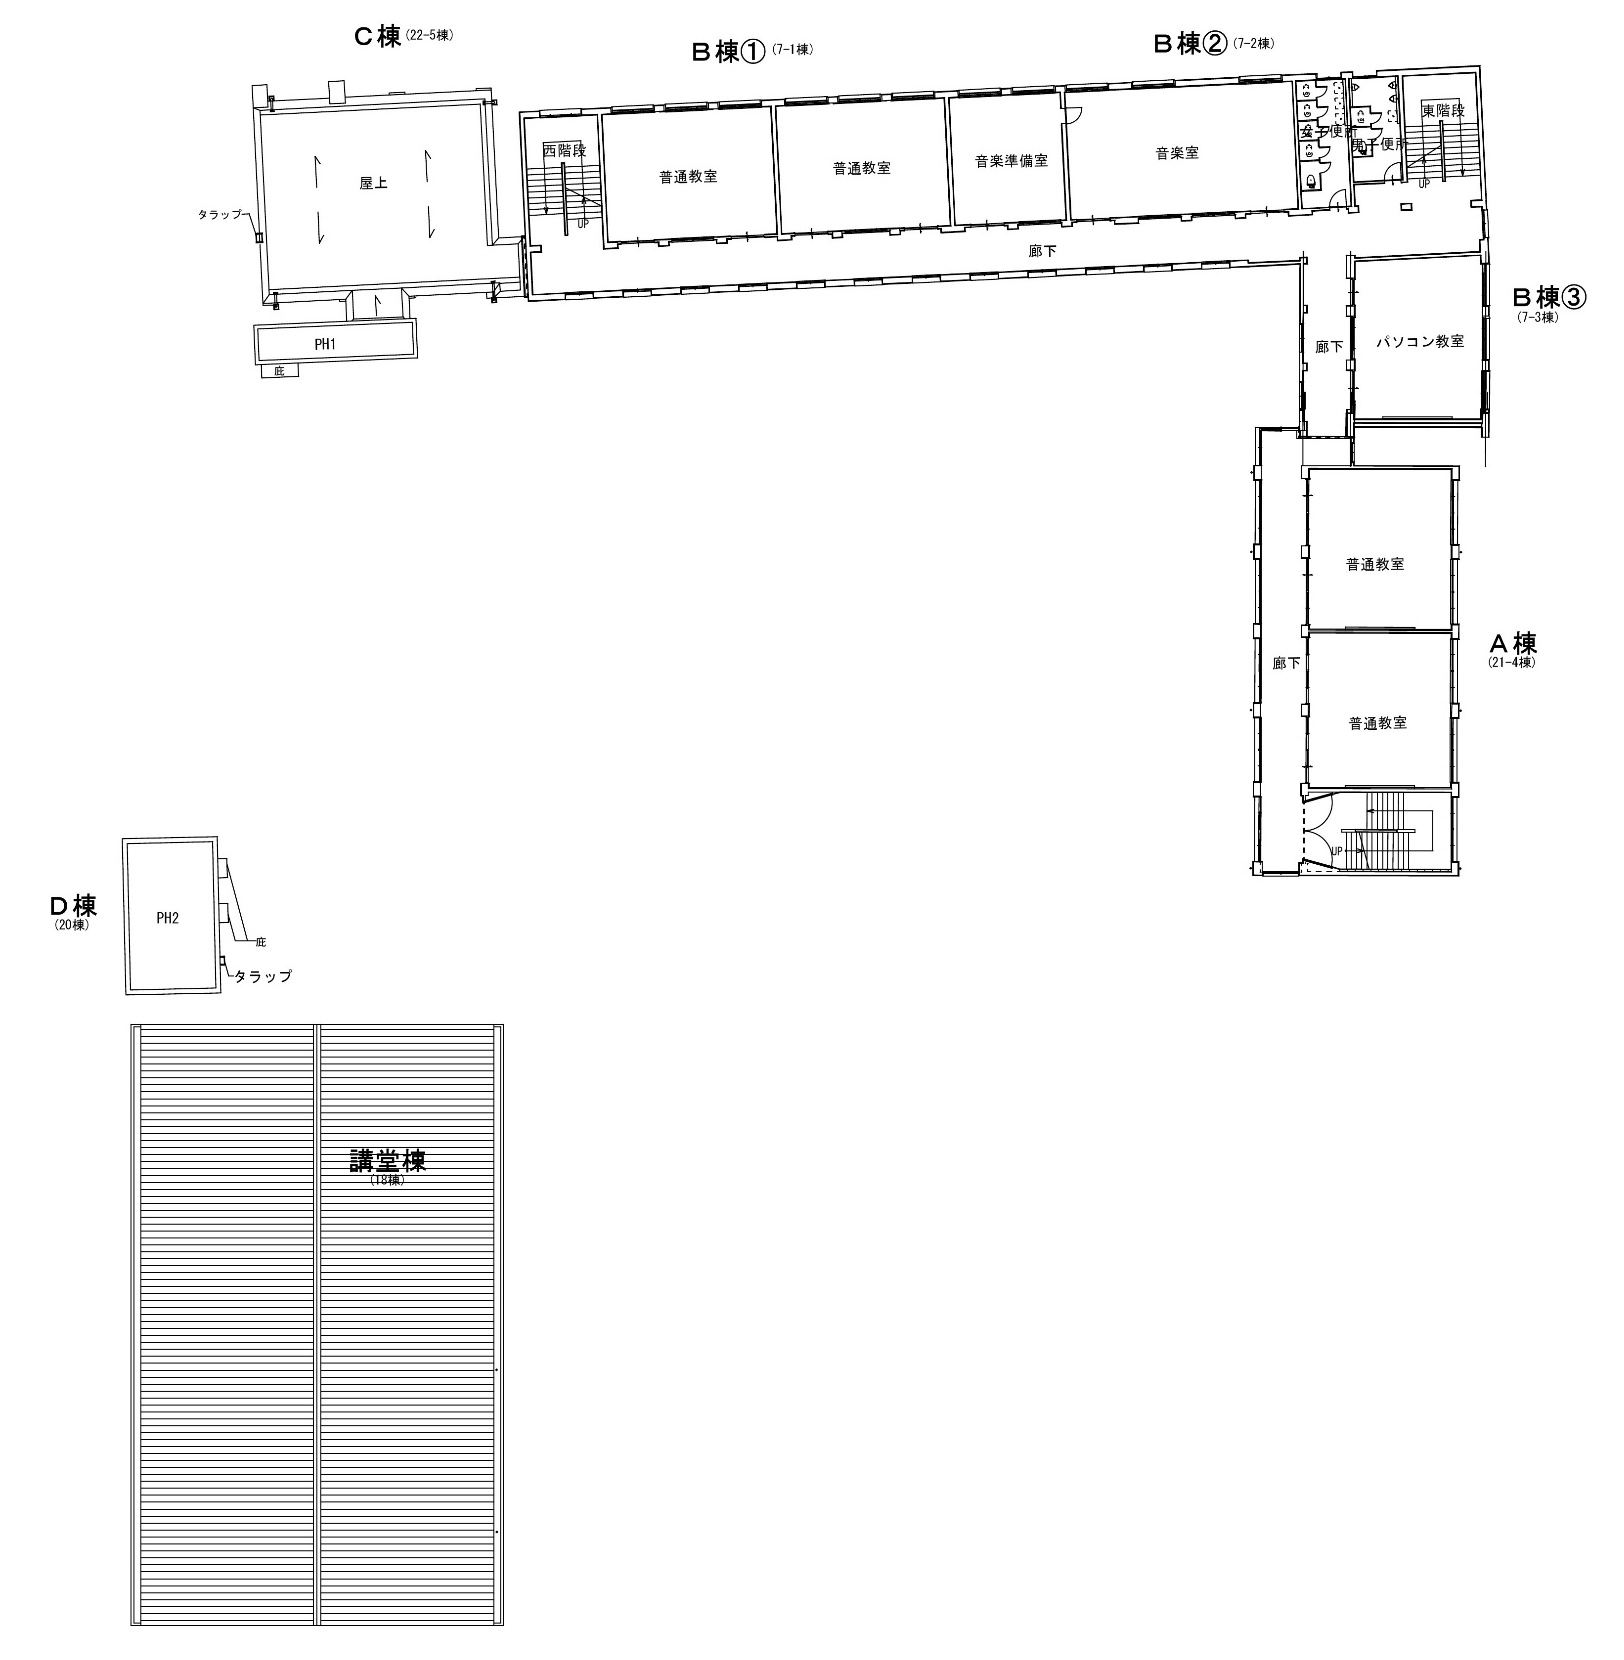 C棟(22-5棟)
B棟①(7-1棟)
B棟②(7-2棟)
西階段
東階段
女子便所
男子便所
屋上
普通教室
普通教室
音楽準備室
音楽室
タラップ
UP
UP
廊下
B棟③
(7-3棟)
PH1
廊下
パソコン教室
庇
普通教室
A棟
(21-4棟)
廊下
普通教室
UP
D棟
(20棟)
PH2
庇
タラップ
講堂棟
(18棟)